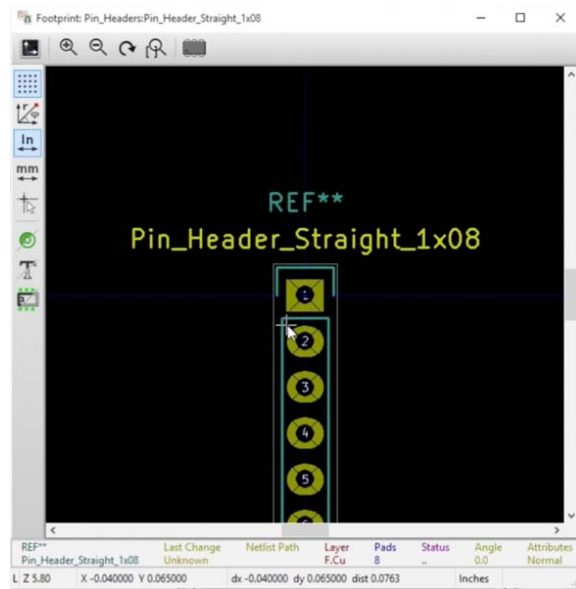 Footprint: Pin_Headers:Pin_Header_Straight_1x08
In
mm
REF**
Pin_Header_Straight_1x08
1
2
3
4
5
REF** Last Change Netlist Path Layer Pads Status Angle Attributes
Pin_Header_Straight_1x08 Unknown F.Cu 8 .. 0.0 Normal
L Z 5.80 X -0.040000 Y 0.065000 dx -0.040000 dy 0.065000 dist 0.0763 Inches